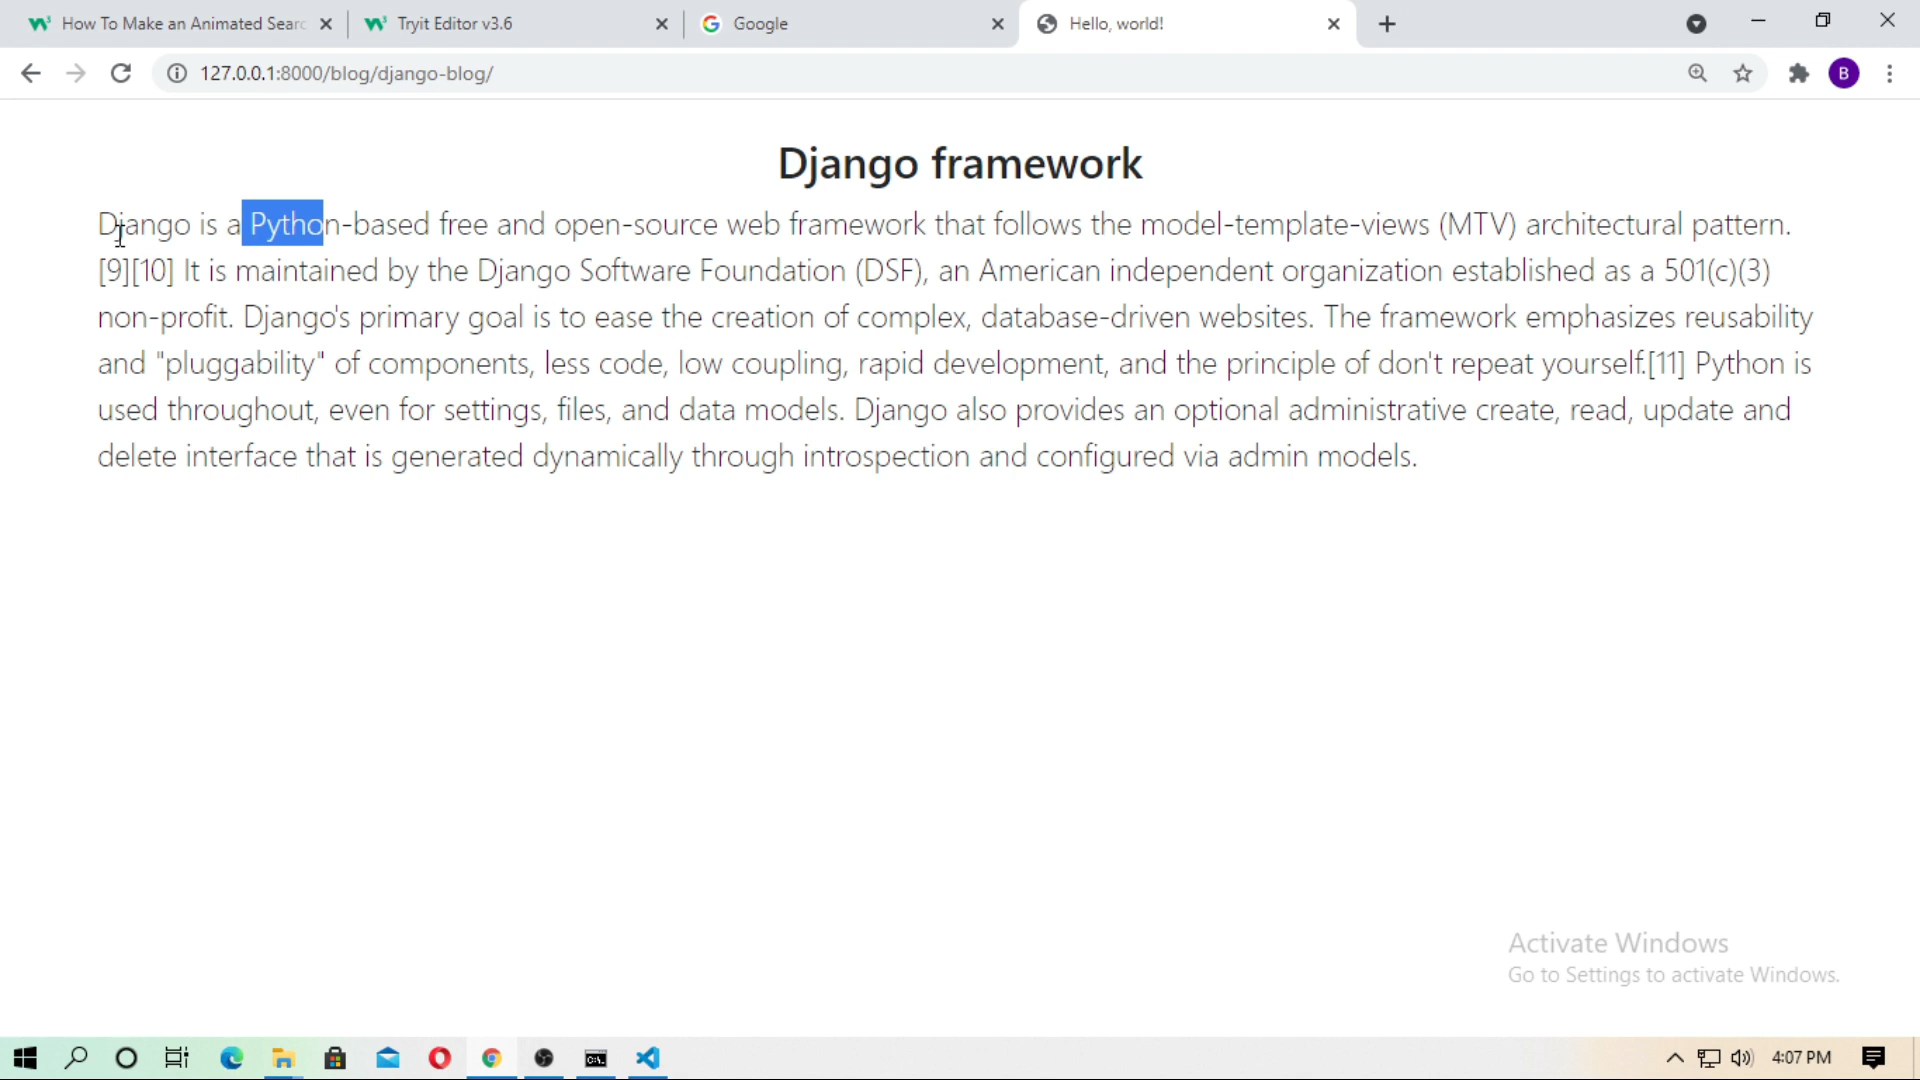 How To Make an Animated Searc
Tryit Editor v3.6
Google
Hello, world!
127.0.0.1:8000/blog/django-blog/
B
Django framework
Django is a Python-based free and open-source web framework that follows the model-template-views (MTV) architectural pattern.
[9][10] It is maintained by the Django Software Foundation (DSF), an American independent organization established as a 501(c)(3)
non-profit. Django's primary goal is to ease the creation of complex, database-driven websites. The framework emphasizes reusability
and "pluggability" of components, less code, low coupling, rapid development, and the principle of don't repeat yourself.[11] Python is
used throughout, even for settings, files, and data models. Django also provides an optional administrative create, read, update and
delete interface that is generated dynamically through introspection and configured via admin models.
Activate Windows
Go to Settings to activate Windows.
4:07 PM